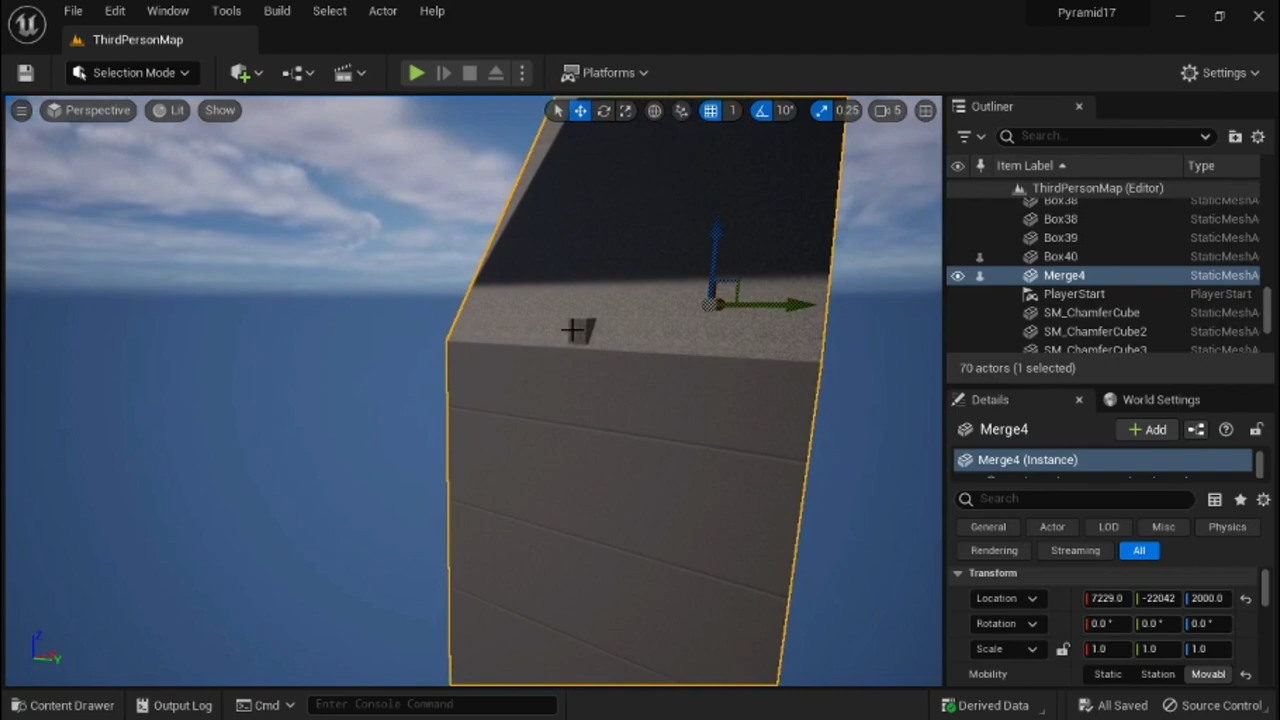 File Edit Window Tools Build Select Actor Help
Pyramid17
ThirdPersonMap
Selection Mode
Platforms
Settings
Perspective Lit Show
1 10° 0.25 5
Outliner
Search...
Item Label Type
ThirdPersonMap (Editor)
Box38 StaticMeshA
Box38 StaticMeshA
Box39 StaticMeshA
Box40 StaticMeshA
Merge4 StaticMeshA
PlayerStart PlayerStart
SM_ChamferCube StaticMeshA
SM_ChamferCube2 StaticMeshA
SM_ChamferCube3 StaticMeshA
70 actors (1 selected)
Details World Settings
Merge4 Add
Merge4 (Instance)
Search
General Actor LOD Misc Physics
Rendering Streaming All
Transform
Location 7229.0 -22042 2000.0
Rotation 0.0° 0.0° 0.0°
Scale 1.0 1.0 1.0
Mobility Static Station Movabl
Z
Y
Content Drawer Output Log Cmd Enter Console Command Derived Data All Saved Source Control